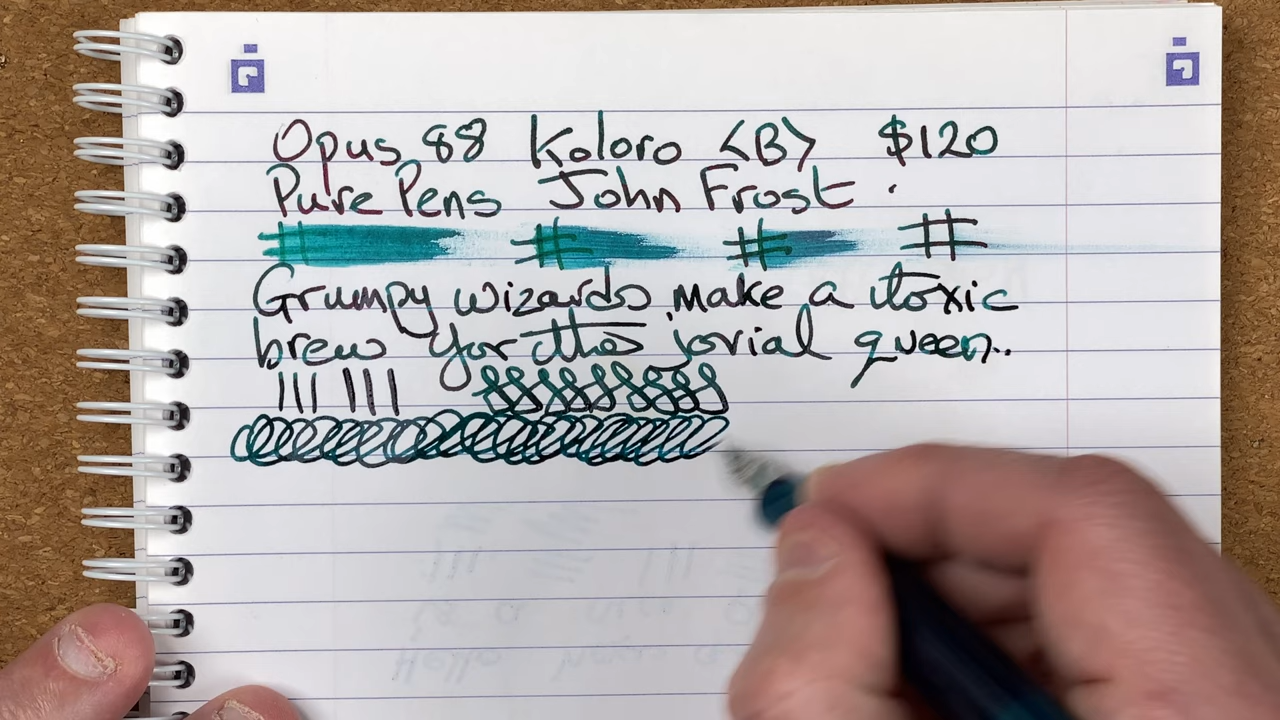 Opus 88 Koloro <B> $120
Pure Pens John Frost.
# # # #
Grumpy wizards make a toxic
brew for the jovial queen..